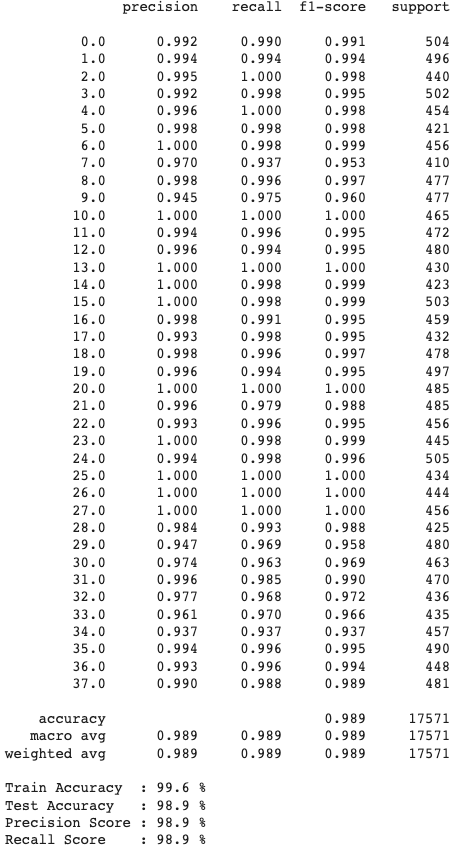 precision recall f1-score support
0.0 0.992 0.990 0.991 504
1.0 0.994 0.994 0.994 496
2.0 0.995 1.000 0.998 440
3.0 0.992 0.998 0.995 502
4.0 0.996 1.000 0.998 454
5.0 0.998 0.998 0.998 421
6.0 1.000 0.998 0.999 456
7.0 0.970 0.937 0.953 410
8.0 0.998 0.996 0.997 477
9.0 0.945 0.975 0.960 477
10.0 1.000 1.000 1.000 465
11.0 0.994 0.996 0.995 472
12.0 0.996 0.994 0.995 480
13.0 1.000 1.000 1.000 430
14.0 1.000 0.998 0.999 423
15.0 1.000 0.998 0.999 503
16.0 0.998 0.991 0.995 459
17.0 0.993 0.998 0.995 432
18.0 0.998 0.996 0.997 478
19.0 0.996 0.994 0.995 497
20.0 1.000 1.000 1.000 485
21.0 0.996 0.979 0.988 485
22.0 0.993 0.996 0.995 456
23.0 1.000 0.998 0.999 445
24.0 0.994 0.998 0.996 505
25.0 1.000 1.000 1.000 434
26.0 1.000 1.000 1.000 444
27.0 1.000 1.000 1.000 456
28.0 0.984 0.993 0.988 425
29.0 0.947 0.969 0.958 480
30.0 0.974 0.963 0.969 463
31.0 0.996 0.985 0.990 470
32.0 0.977 0.968 0.972 436
33.0 0.961 0.970 0.966 435
34.0 0.937 0.937 0.937 457
35.0 0.994 0.996 0.995 490
36.0 0.993 0.996 0.994 448
37.0 0.990 0.988 0.989 481
accuracy 0.989 17571
macro avg 0.989 0.989 0.989 17571
weighted avg 0.989 0.989 0.989 17571
Train Accuracy : 99.6 %
Test Accuracy : 98.9 %
Precision Score : 98.9 %
Recall Score : 98.9 %